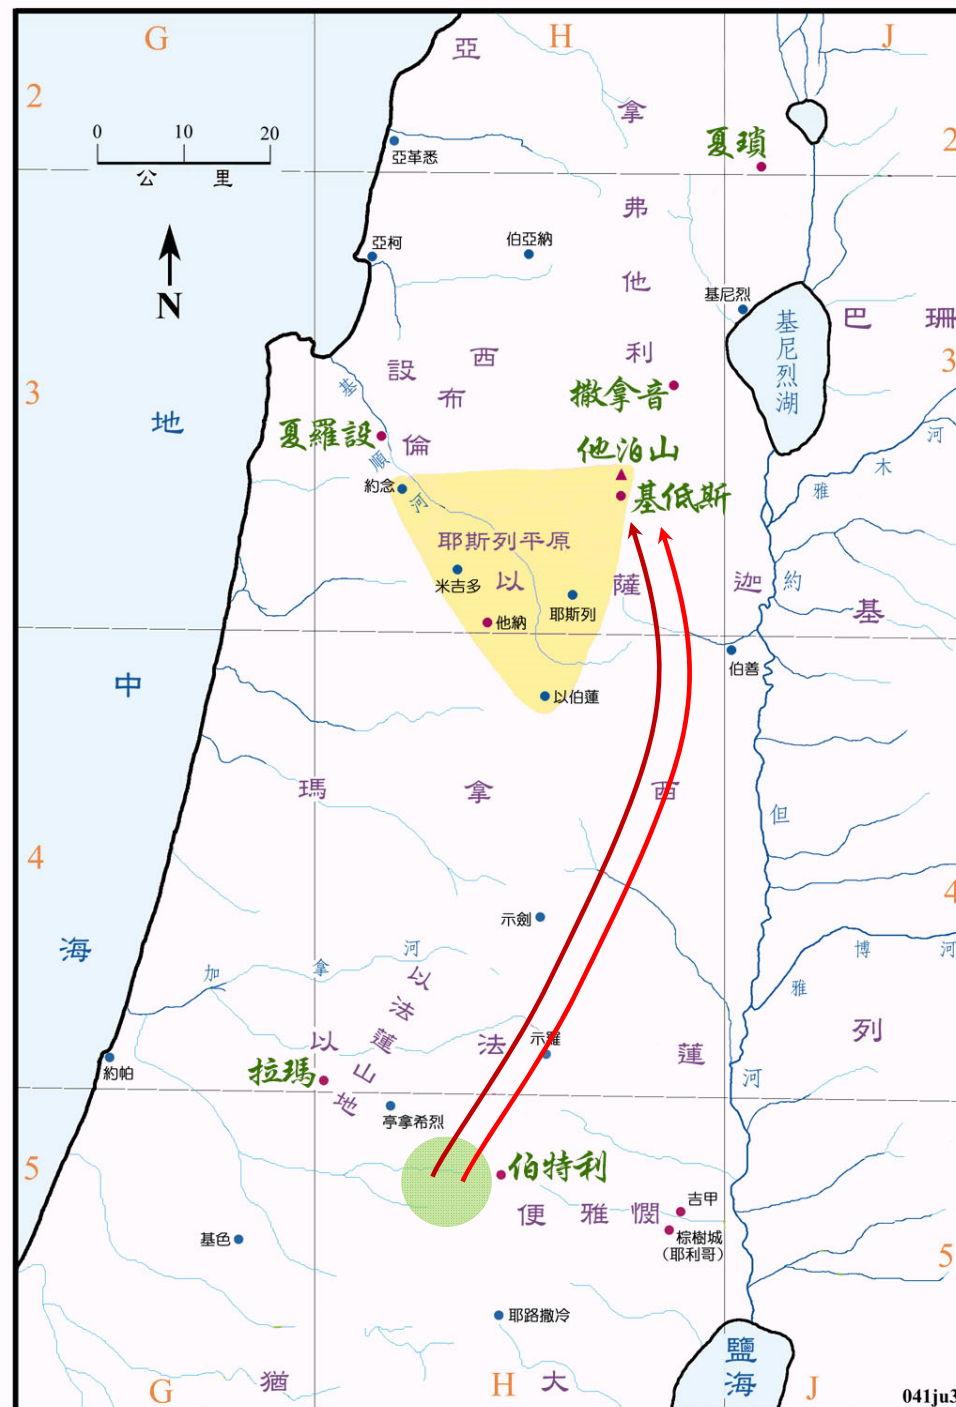 G
H
J
亞
2
拿
0 10 20
公里
亞革悉
夏瑣
2
弗
亞柯
伯亞納
他
N
基尼烈
基尼烈湖
巴珊
設布倫
西
利
3
3
地
撒拿音
基順河
夏羅設
他泊山
雅木河
約念
基低斯
耶斯列平原
米吉多
以薩迦
約
基
耶斯列
他納
伯善
中
以伯蓮
瑪拿西
但
4
4
示劍
海
加拿河
雅博河
以法蓮山地
以法蓮
示羅
列
約帕
拉瑪
河
亭拿希烈
5
伯特利
便雅憫
吉甲
基色
棕樹城
(耶利哥)
5
耶路撒冷
鹽海
G
猶
H
大
J
041ju3